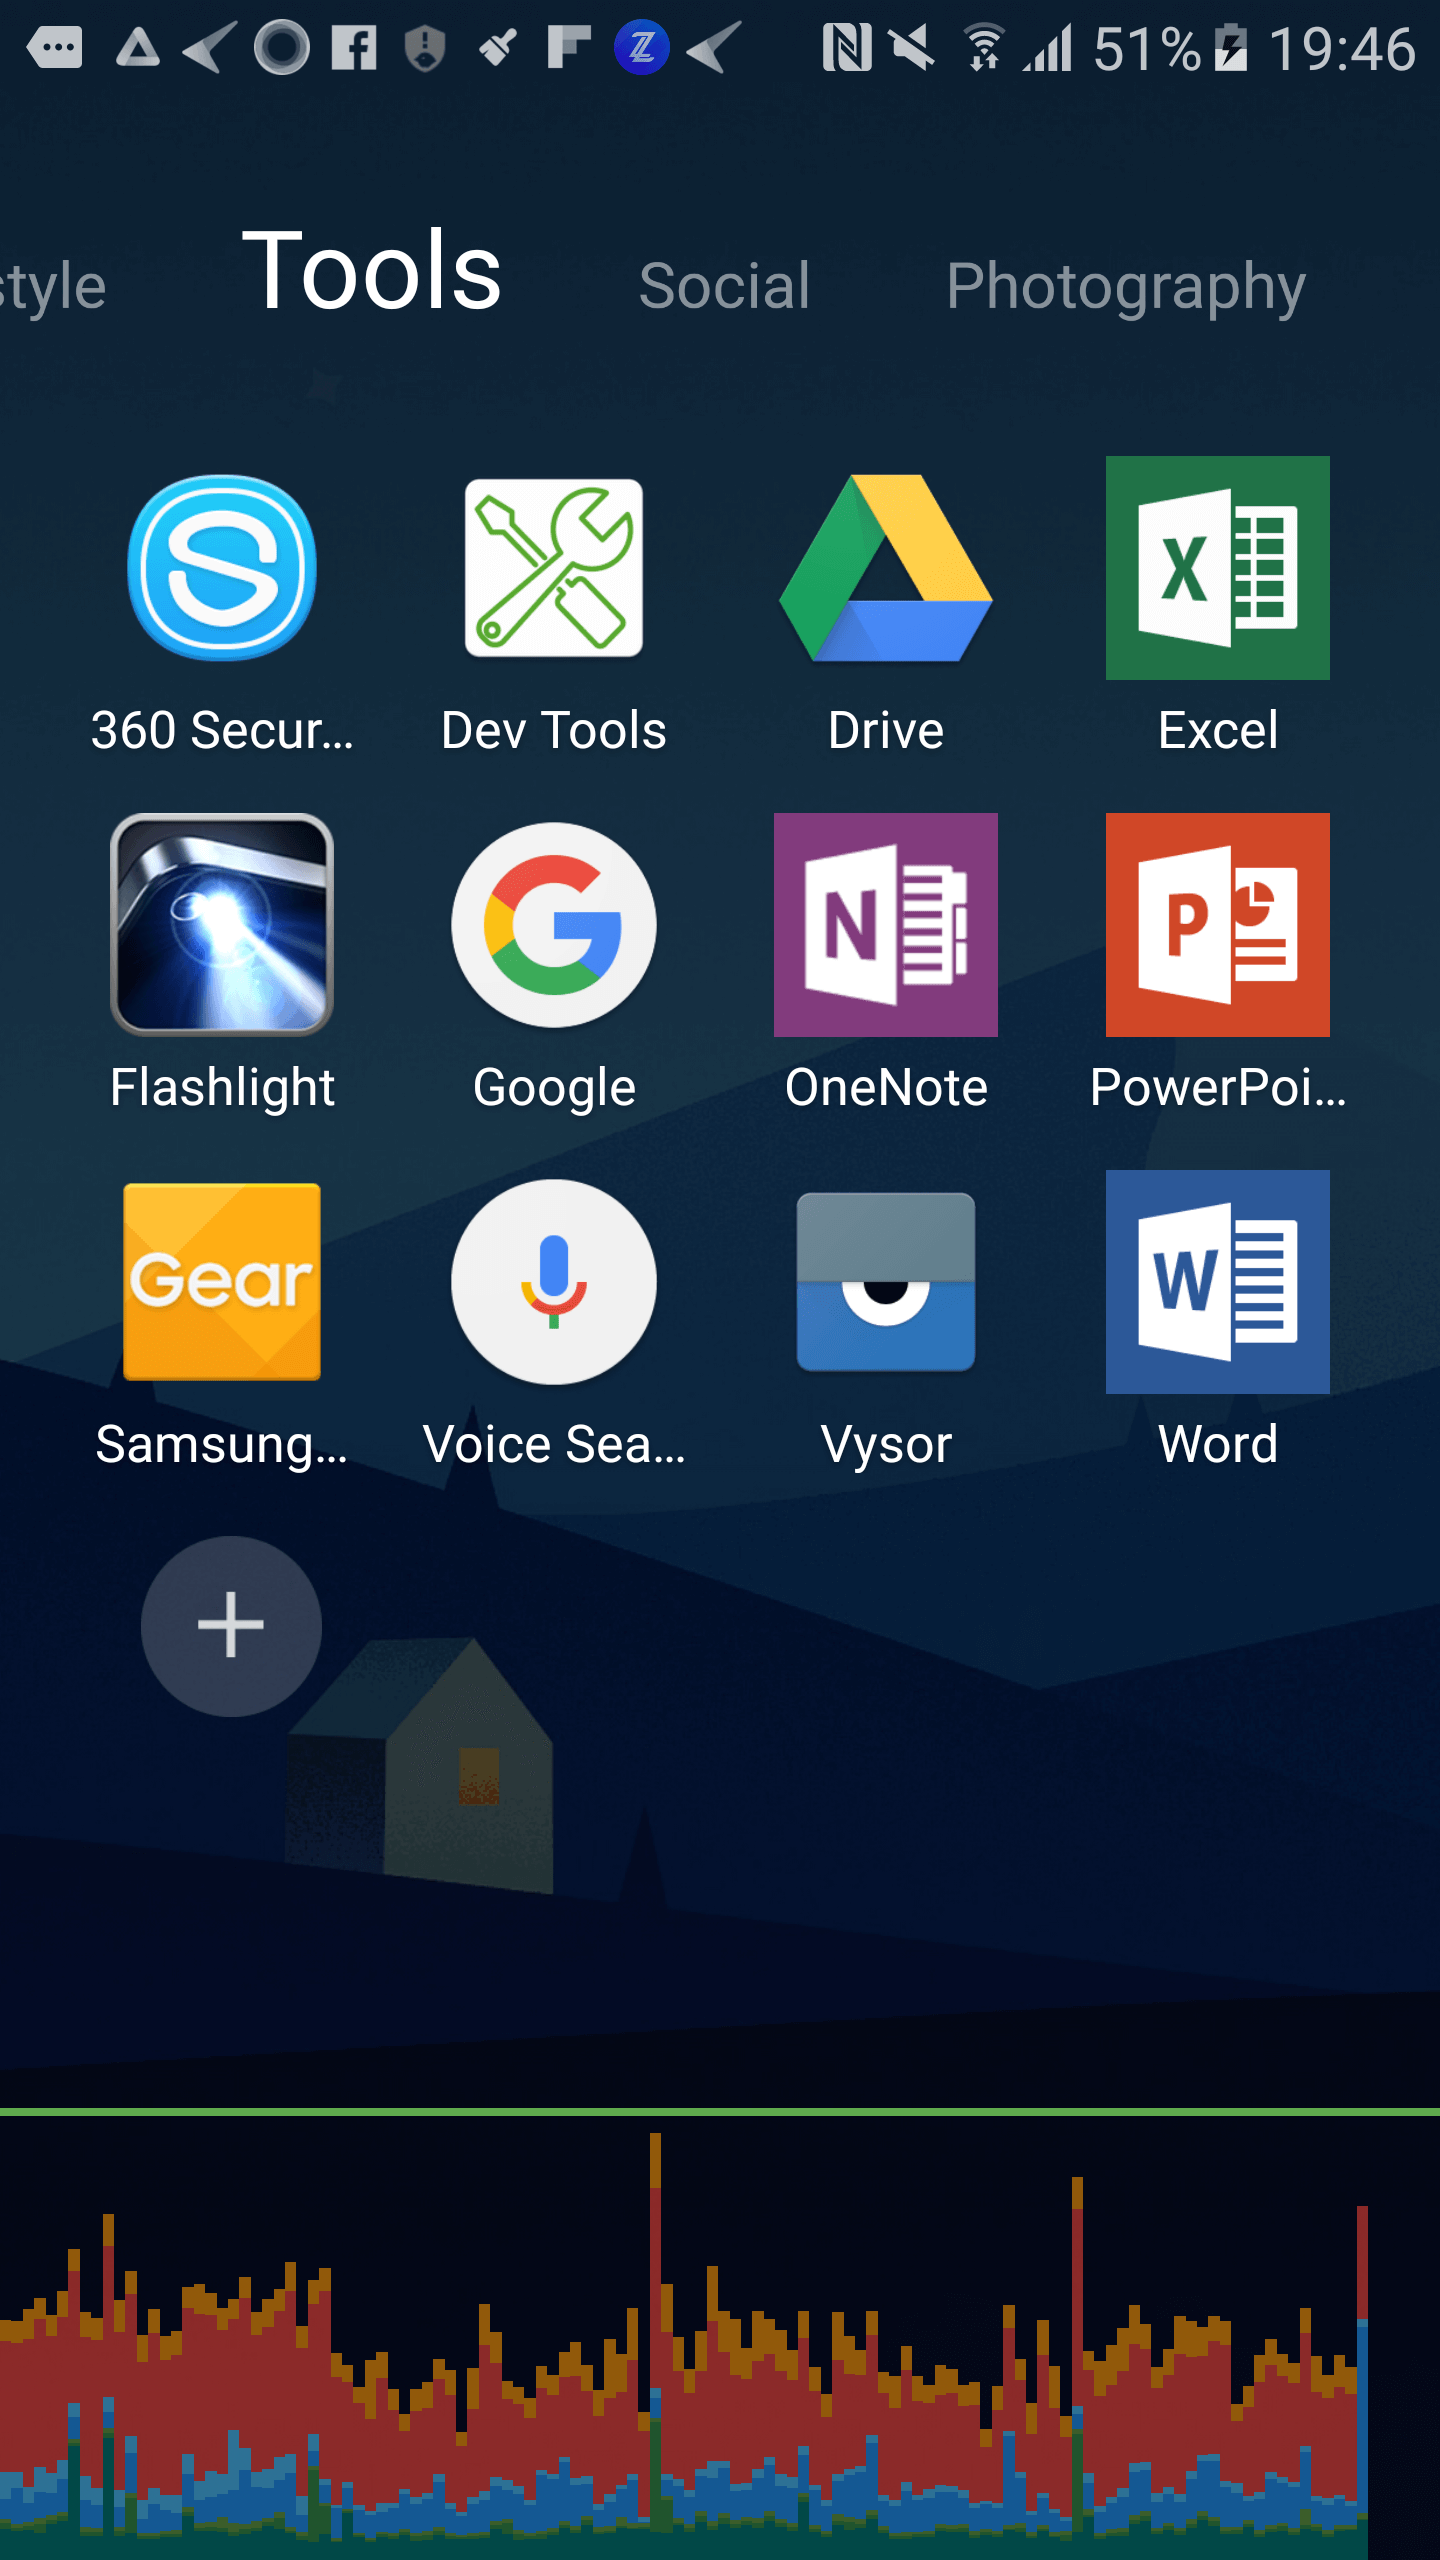 51% 19:46
style Tools Social Photography
360 Secur... Dev Tools Drive Excel
Flashlight Google OneNote PowerPoi...
Gear
Samsung... Voice Sea... Vysor Word